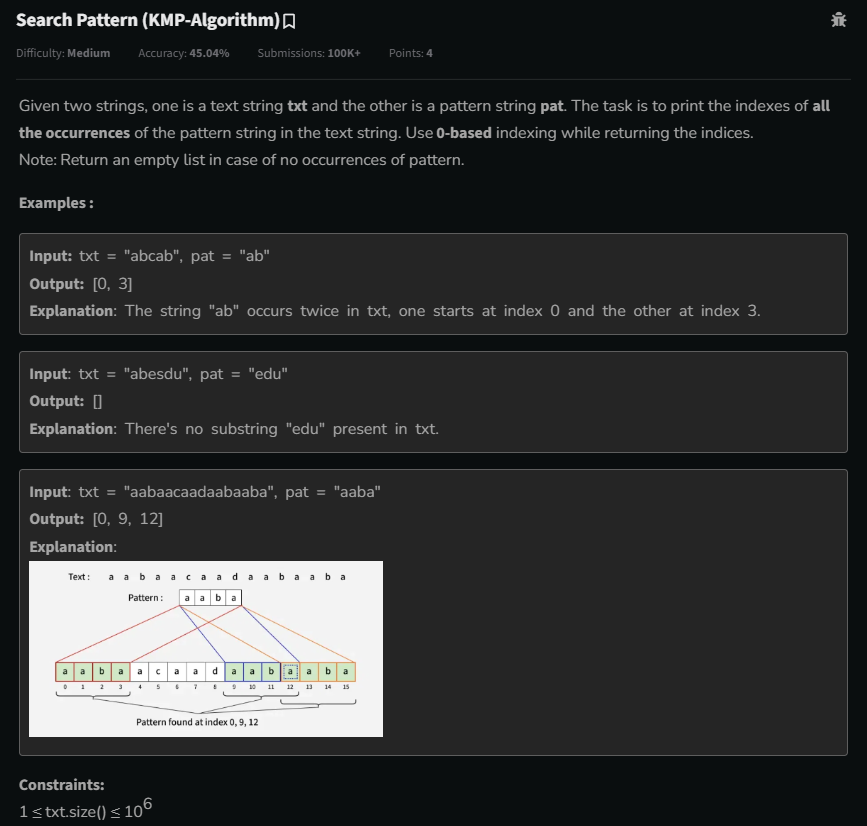 Search Pattern (KMP-Algorithm)
Difficulty: Medium Accuracy: 45.04% Submissions: 100K+ Points: 4
Given two strings, one is a text string txt and the other is a pattern string pat. The task is to print the indexes of all
the occurrences of the pattern string in the text string. Use 0-based indexing while returning the indices.
Note: Return an empty list in case of no occurrences of pattern.
Examples :
Input: txt = "abcab", pat = "ab"
Output: [0, 3]
Explanation: The string "ab" occurs twice in txt, one starts at index 0 and the other at index 3.
Input: txt = "abesdu", pat = "edu"
Output: []
Explanation: There's no substring "edu" present in txt.
Input: txt = "aabaacaadaabaaba", pat = "aaba"
Output: [0, 9, 12]
Explanation:
Text : a a b a a c a a d a a b a a b a
Pattern : a a b a
a a b a a c a a d a a b a a b a
0 1 2 3 4 5 6 7 8 9 10 11 12 13 14 15
Pattern found at index 0, 9, 12
Constraints:
1 ≤ txt.size() ≤ 10^6